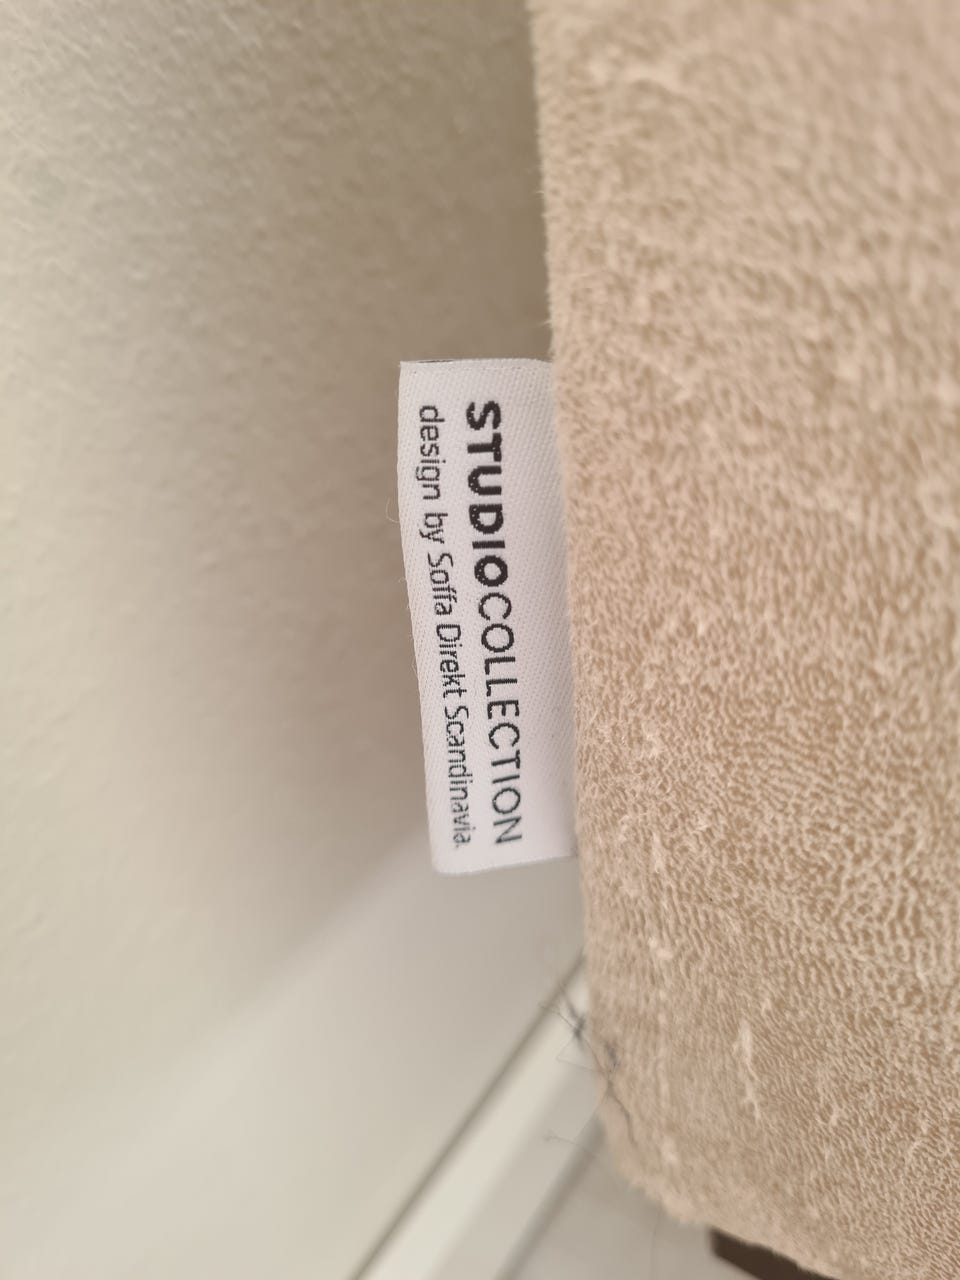 STUDIOCOLLECTION
design by Soffa Direkt Scandinavia.